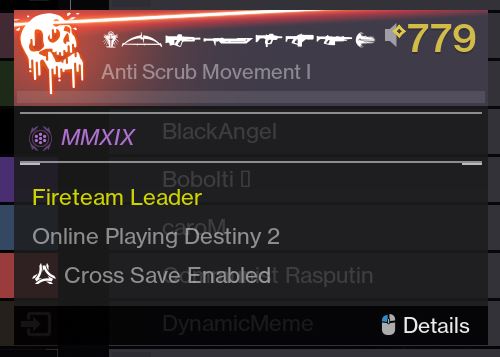 779
Anti Scrub Movement I
MMXIX
BlackAngel
Bobolti
Fireteam Leader
caroM
Online Playing Destiny 2
Cross Save Enabled
Rasputin
DynamicMeme
Details